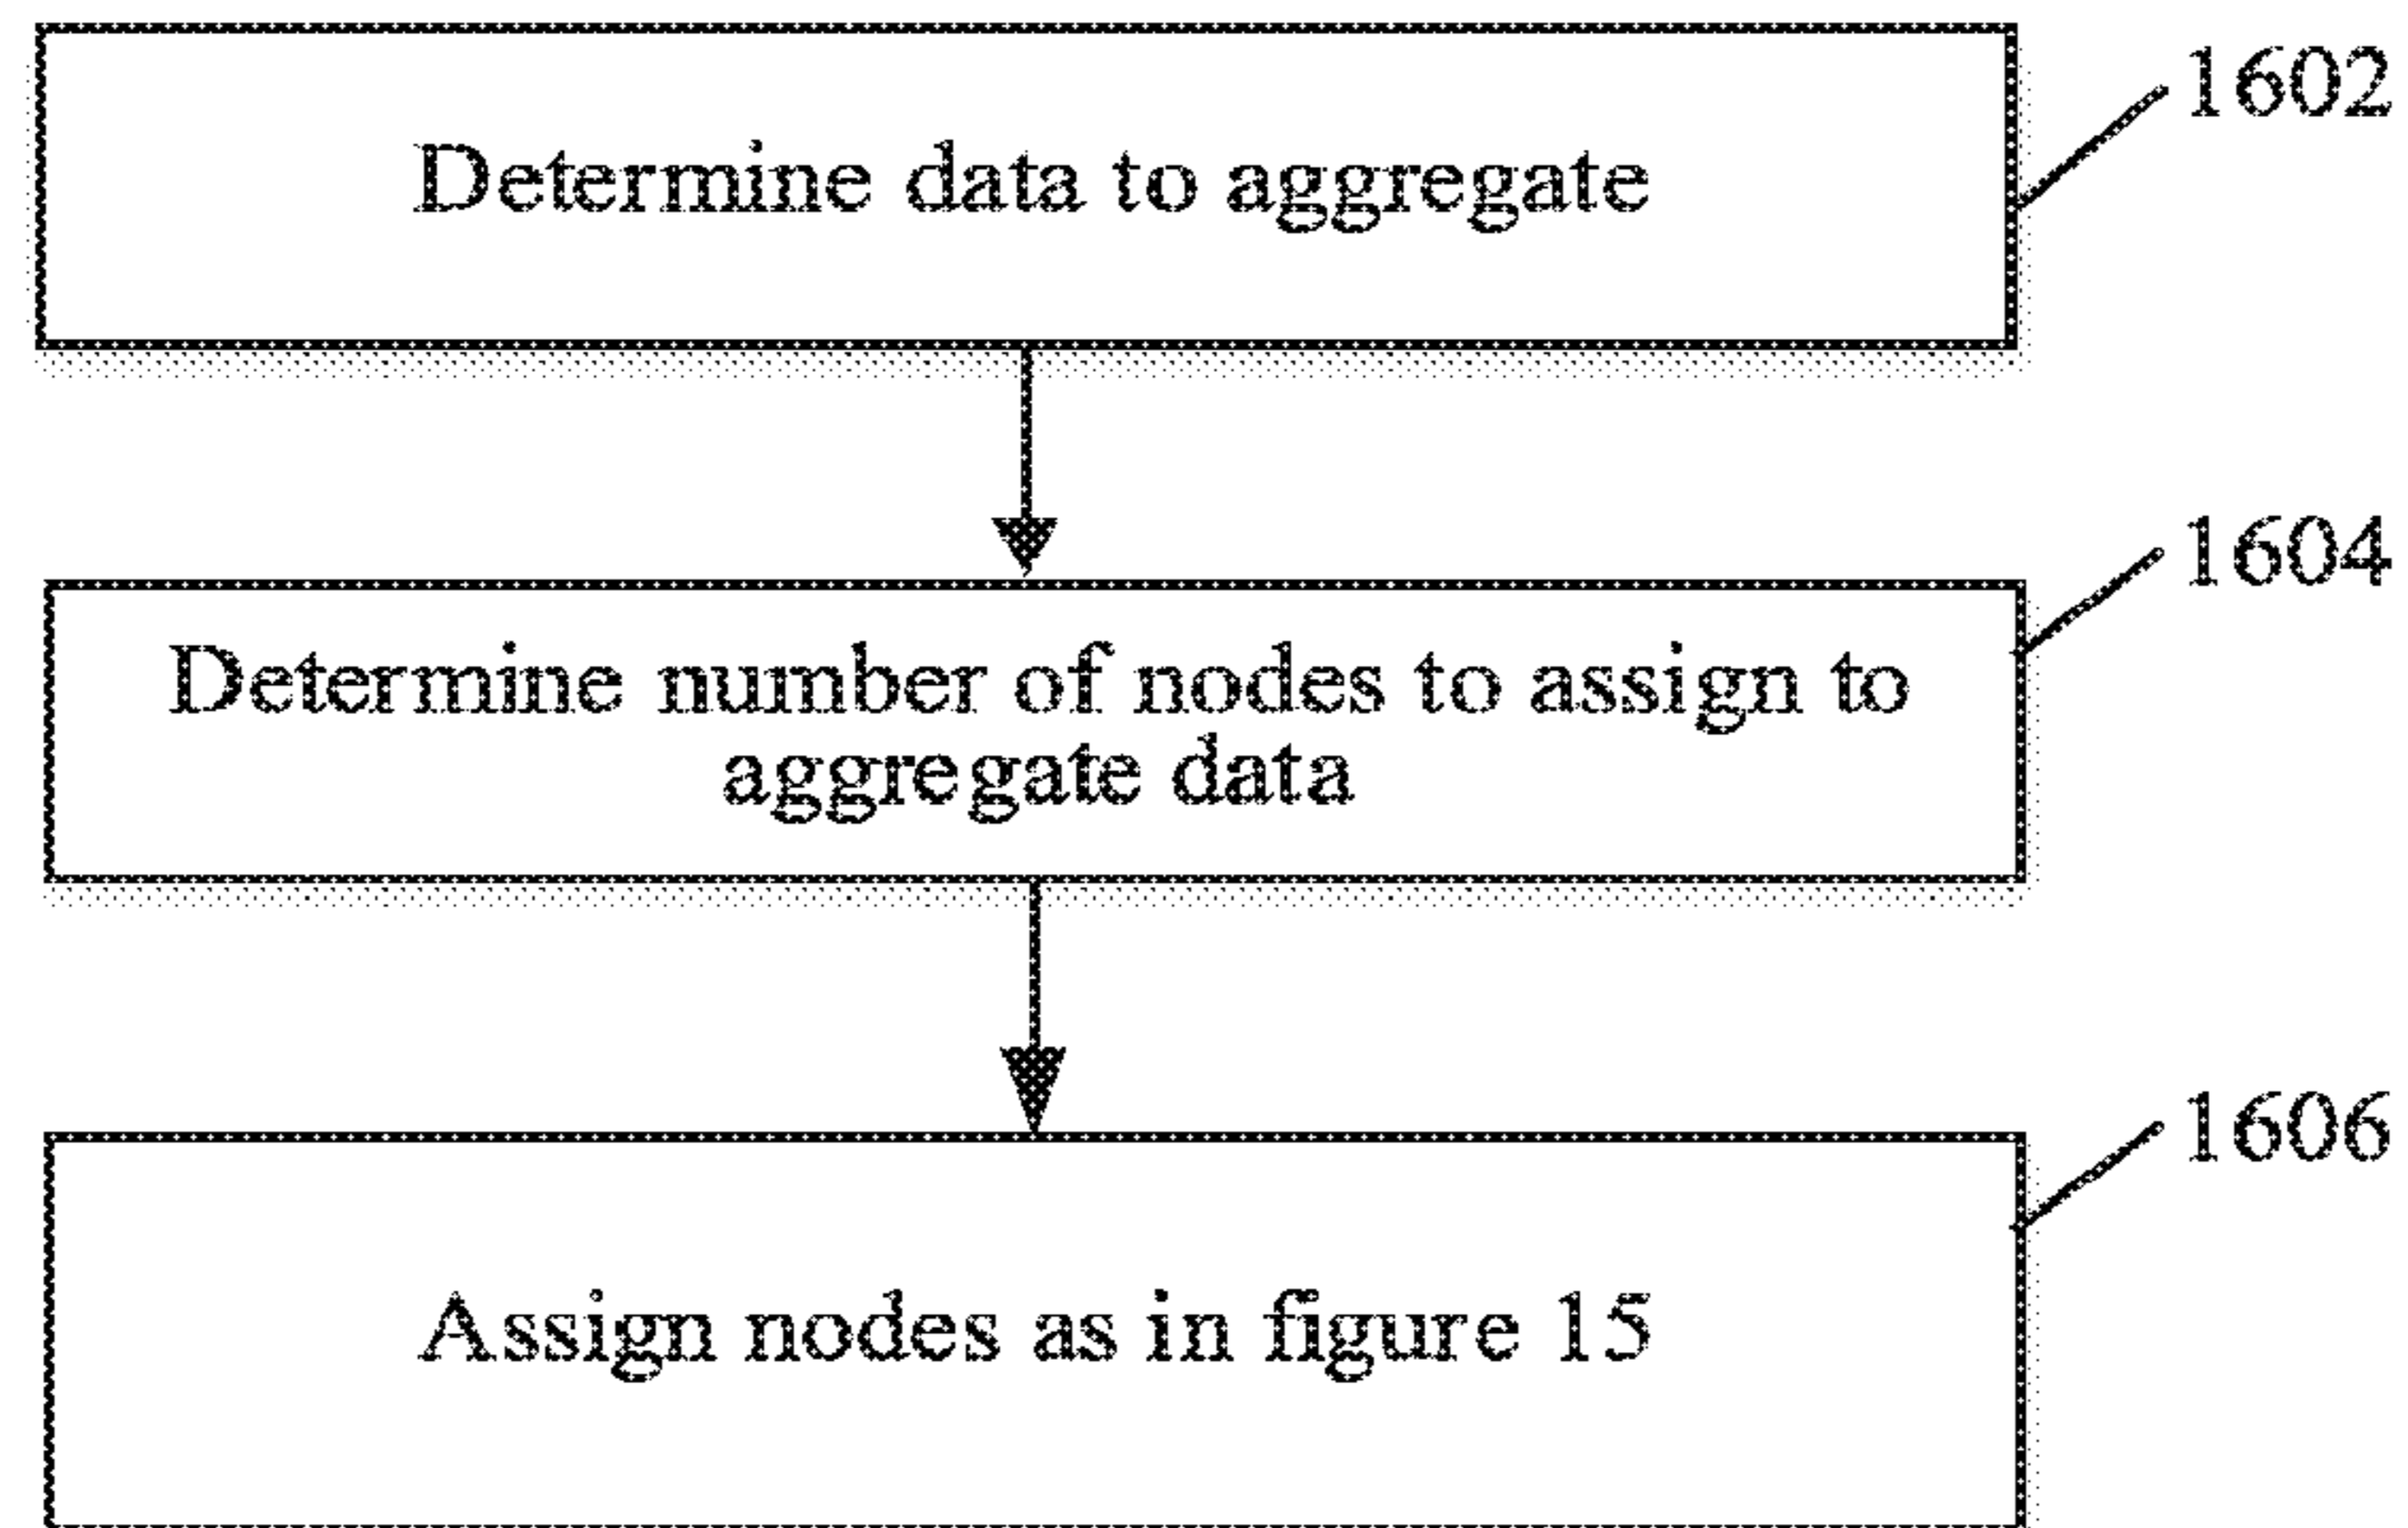 Determine data to aggregate
1602
Determine number of nodes to assign to
aggregate data
1604
Assign nodes as in figure 15
1606